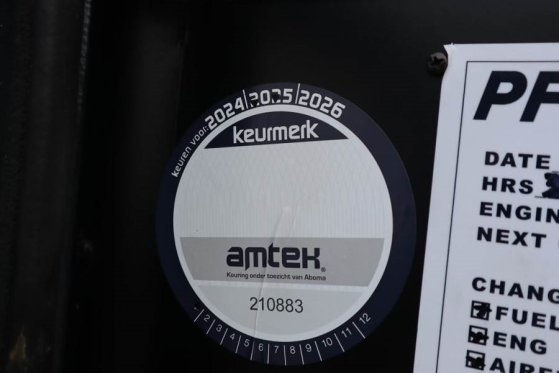 keuren voor: 2024 2025 2026
keurmerk
amtek®
Keuring onder toezicht van Aboma
210883
1 2 3 4 5 6 7 8 9 10 11 12
PF
DATE
HRS
ENGIN
NEXT
CHANG
FUEL
ENG
AIRF